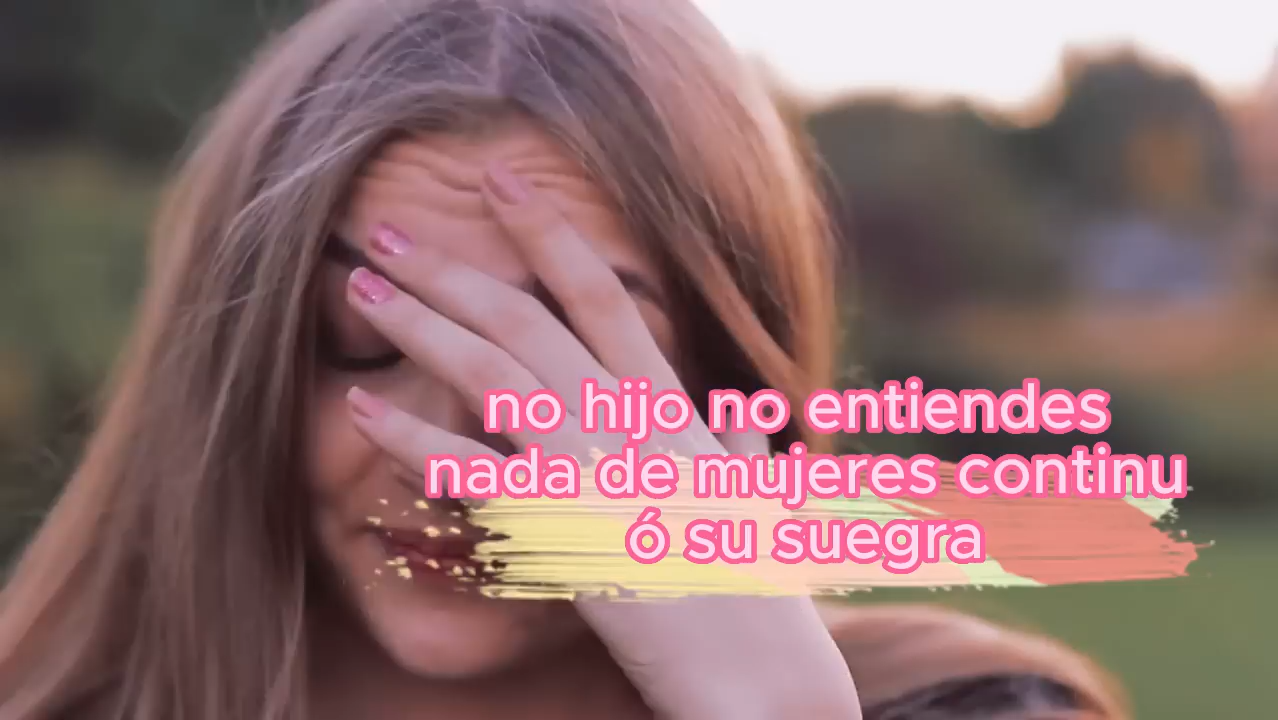 no hijo no entiendes
nada de mujeres continu
ó su suegra